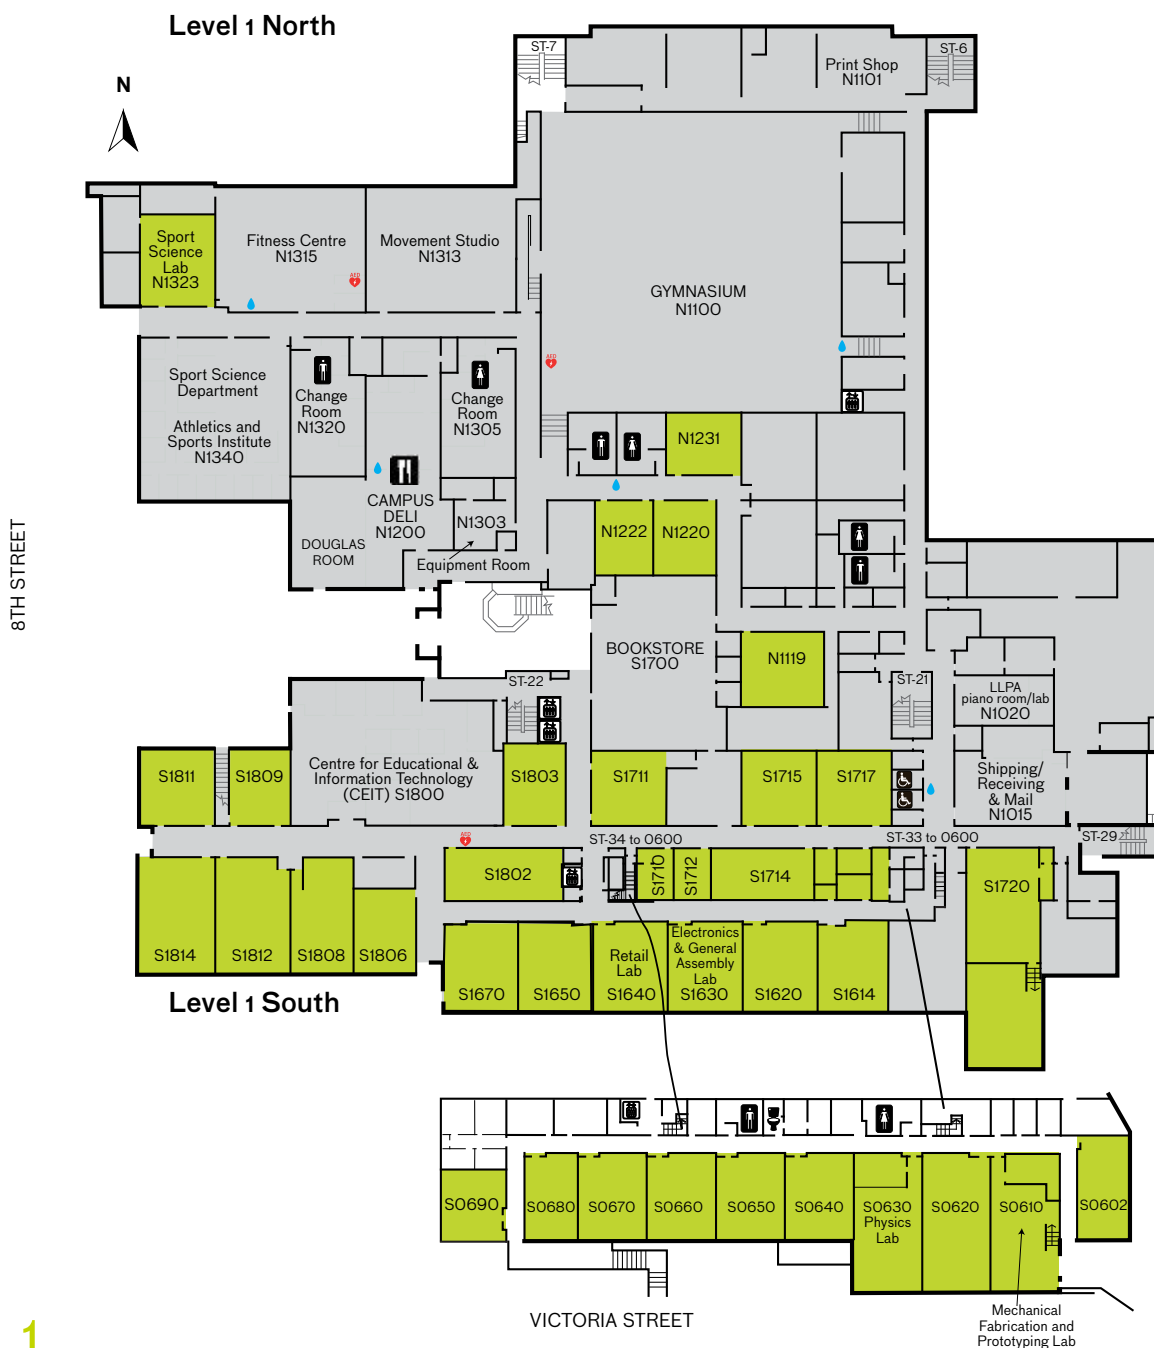 Level 1 North
N
ST-7
ST-6
Print Shop
N1101
Sport
Science
Lab
N1323
Fitness Centre
N1315
AED
Movement Studio
N1313
GYMNASIUM
N1100
AED
Sport Science
Department
Athletics and
Sports Institute
N1340
Change
Room
N1320
Change
Room
N1305
N1231
CAMPUS
DELI
N1200
N1303
Equipment Room
DOUGLAS
ROOM
N1222
N1220
8TH STREET
BOOKSTORE
S1700
N1119
ST-22
ST-21
LLPA
piano room/lab
N1020
S1811
S1809
Centre for Educational &
Information Technology
(CEIT) S1800
S1803
S1711
S1715
S1717
Shipping/
Receiving
& Mail
N1015
AED
ST-34 to 0600
ST-33 to 0600
ST-29
S1802
S1710
S1712
S1714
S1720
S1814
S1812
S1808
S1806
Electronics
& General
Assembly
Lab
S1630
Retail
Lab
S1640
S1670
S1650
S1620
S1614
Level 1 South
S0690
S0680
S0670
S0660
S0650
S0640
S0630
Physics
Lab
S0620
S0610
S0602
VICTORIA STREET
Mechanical
Fabrication and
Prototyping Lab
1